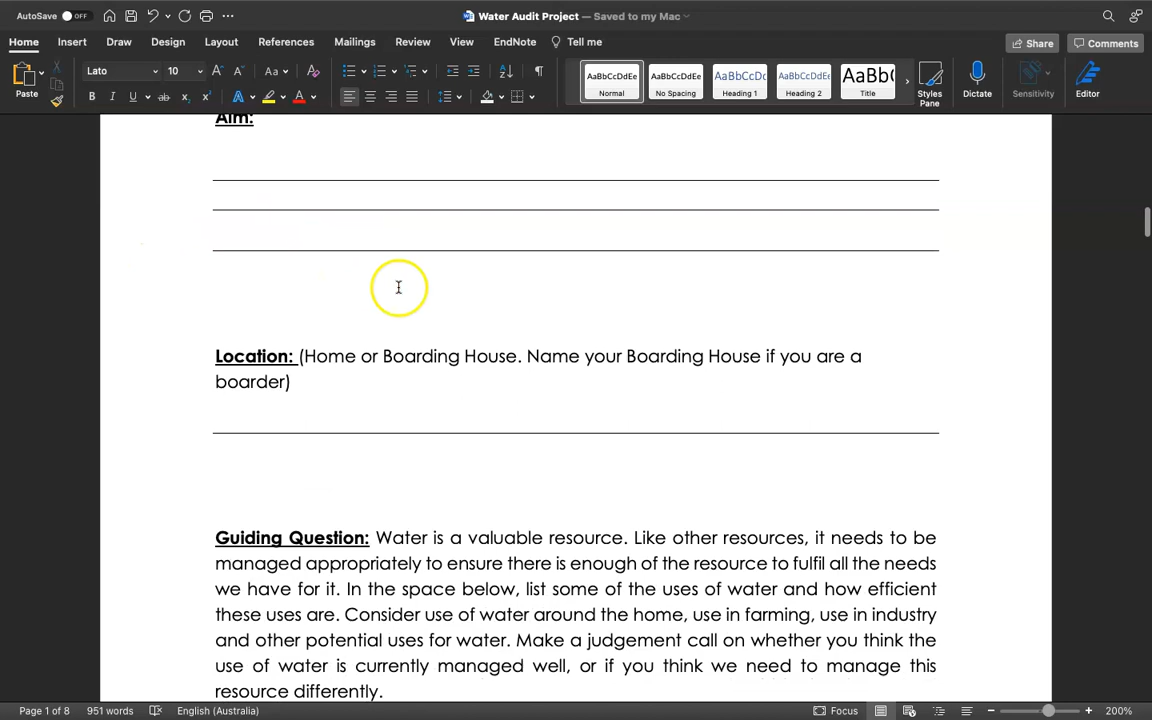 AutoSave OFF Water Audit Project — Saved to my Mac
Home Insert Draw Design Layout References Mailings Review View EndNote Tell me Share Comments
Paste Lato 10 Aa AaBbCcDdEe AaBbCcDdEe AaBbCcDc AaBbCcDdEe AaBb(
B I U ab x₂ x² A A Normal No Spacing Heading 1 Heading 2 Title Styles Pane Dictate Sensitivity Editor
Aim:
Location: (Home or Boarding House. Name your Boarding House if you are a
boarder)
Guiding Question: Water is a valuable resource. Like other resources, it needs to be
managed appropriately to ensure there is enough of the resource to fulfil all the needs
we have for it. In the space below, list some of the uses of water and how efficient
these uses are. Consider use of water around the home, use in farming, use in industry
and other potential uses for water. Make a judgement call on whether you think the
use of water is currently managed well, or if you think we need to manage this
resource differently.
Page 1 of 8 951 words English (Australia) Focus 200%